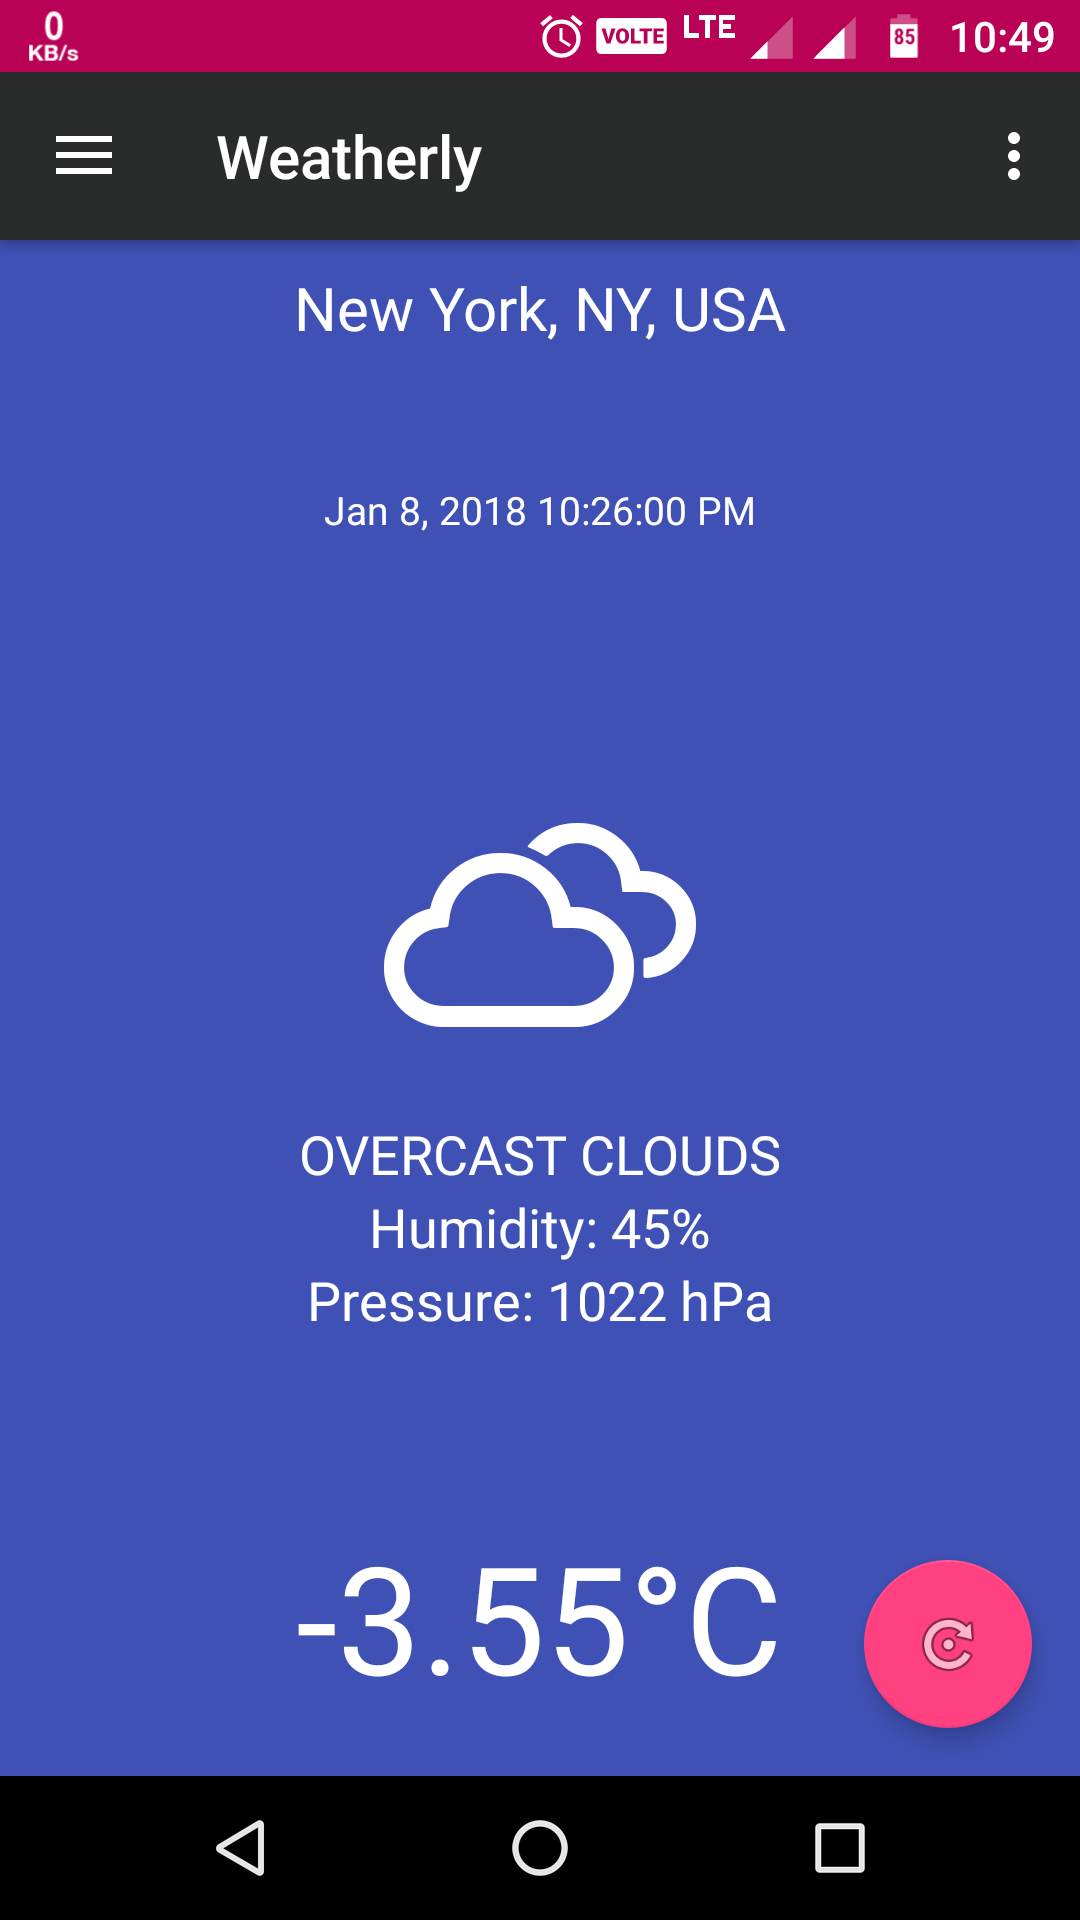 0
KB/s
VOLTE LTE 85 10:49
Weatherly
New York, NY, USA
Jan 8, 2018 10:26:00 PM
OVERCAST CLOUDS
Humidity: 45%
Pressure: 1022 hPa
-3.55°C